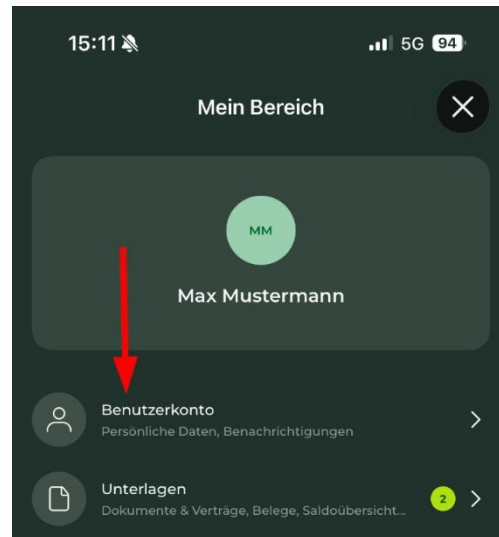 15:11
5G 94
Mein Bereich
MM
Max Mustermann
Benutzerkonto
Persönliche Daten, Benachrichtigungen
Unterlagen
Dokumente & Verträge, Belege, Saldoübersicht...
2